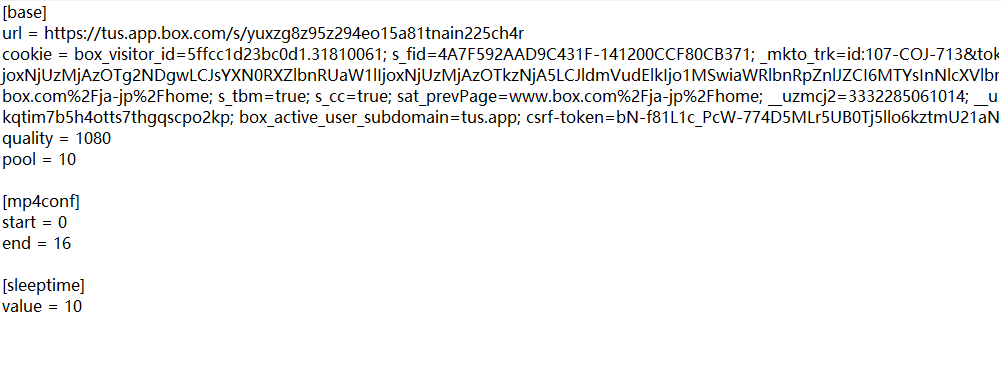 [base]
url = https://tus.app.box.com/s/yuxzg8z95z294eo15a81tnain225ch4r
cookie = box_visitor_id=5ffcc1d23bc0d1.31810061; s_fid=4A7F592AAD9C431F-141200CCF80CB371; _mkto_trk=id:107-COJ-713&tok
joxNjUzMjAzOTg2NDgwLCJsYXN0RXZlbnRUaW1lIjoxNjUzMjAzOTkzNjA5LCJldmVudElkIjo1MSwiaWRlbnRpZnlJZCI6MTYsInNlcXVlbr
box.com%2Fja-jp%2Fhome; s_tbm=true; s_cc=true; sat_prevPage=www.box.com%2Fja-jp%2Fhome; __uzmcj2=3332285061014; __u
kqtim7b5h4otts7thgqscpo2kp; box_active_user_subdomain=tus.app; csrf-token=bN-f81L1c_PcW-774D5MLr5UB0Tj5llo6kztmU21aN
quality = 1080
pool = 10
[mp4conf]
start = 0
end = 16
[sleeptime]
value = 10